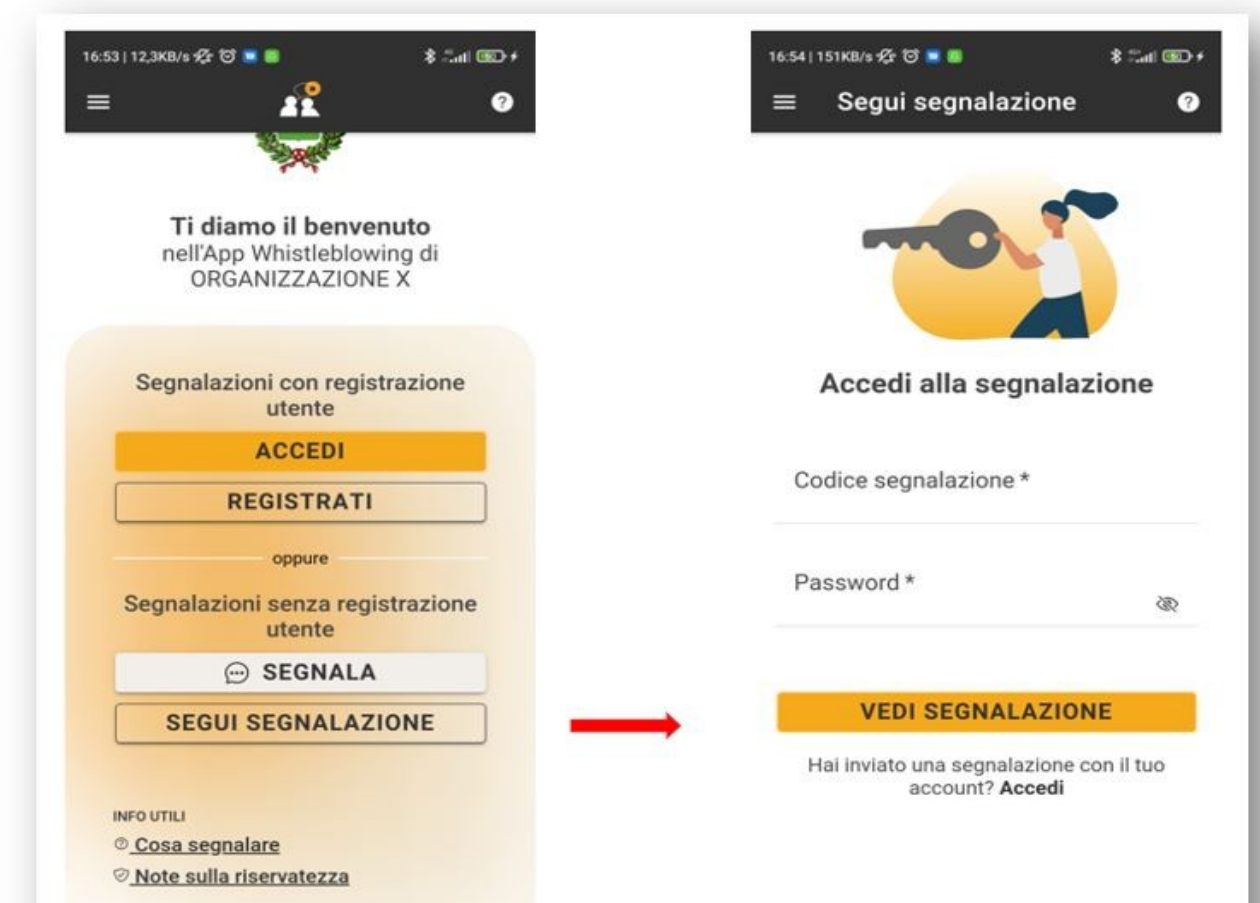 16:53 | 12,3KB/s
Ti diamo il benvenuto
nell'App Whistleblowing di
ORGANIZZAZIONE X
Segnalazioni con registrazione
utente
ACCEDI
REGISTRATI
oppure
Segnalazioni senza registrazione
utente
SEGNALA
SEGUI SEGNALAZIONE
INFO UTILI
Cosa segnalare
Note sulla riservatezza
16:54 | 151KB/s
Segui segnalazione
Accedi alla segnalazione
Codice segnalazione *
Password *
VEDI SEGNALAZIONE
Hai inviato una segnalazione con il tuo
account? Accedi